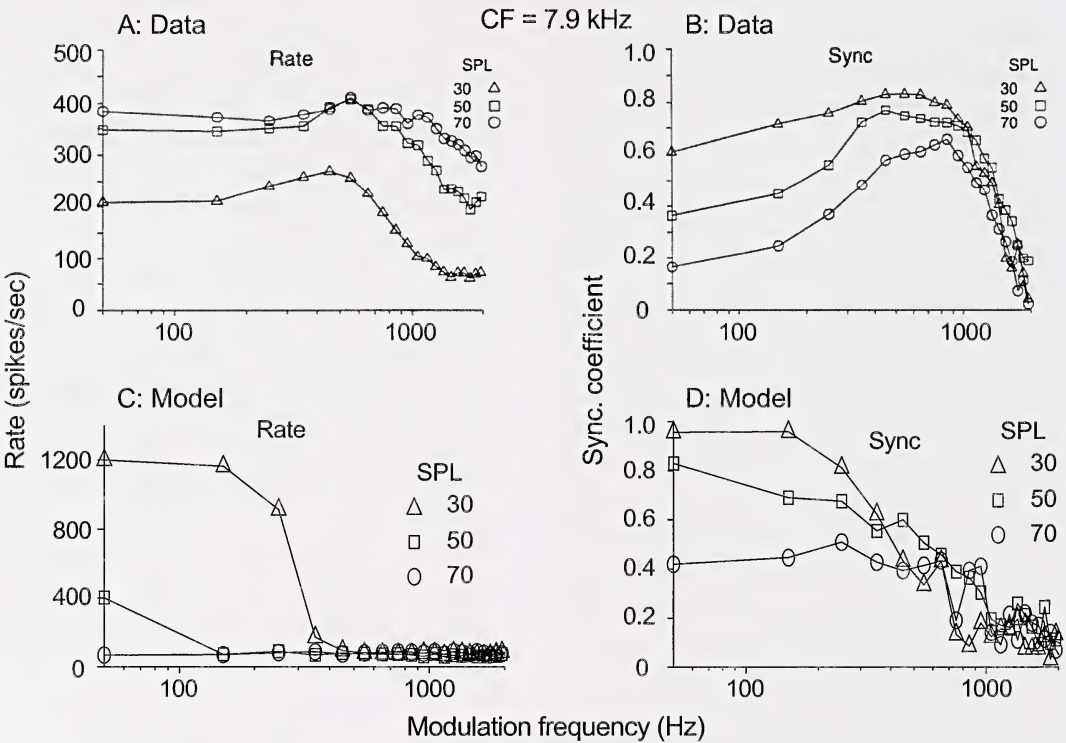 CF = 7.9 kHz
A: Data
Rate
SPL
30
50
70
500
400
300
200
100
0
100
1000
B: Data
Sync
SPL
30
50
70
1.0
0.8
0.6
0.4
0.2
0
100
1000
Rate (spikes/sec)
Sync. coefficient
C: Model
Rate
SPL
30
50
70
1200
800
400
0
100
1000
D: Model
Sync
SPL
30
50
70
1.0
0.8
0.6
0.4
0.2
0
100
1000
Modulation frequency (Hz)